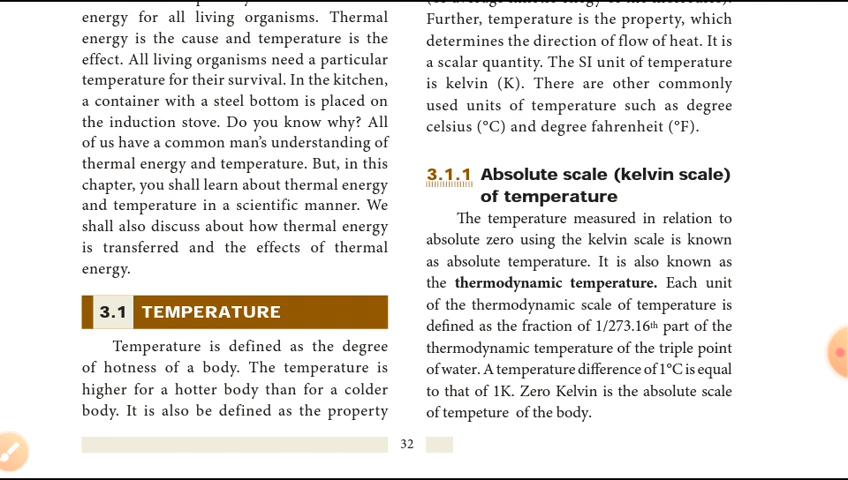 energy for all living organisms. Thermal
energy is the cause and temperature is the
effect. All living organisms need a particular
temperature for their survival. In the kitchen,
a container with a steel bottom is placed on
the induction stove. Do you know why? All
of us have a common man's understanding of
thermal energy and temperature. But, in this
chapter, you shall learn about thermal energy
and temperature in a scientific manner. We
shall also discuss about how thermal energy
is transferred and the effects of thermal
energy.
3.1 TEMPERATURE
Temperature is defined as the degree
of hotness of a body. The temperature is
higher for a hotter body than for a colder
body. It is also be defined as the property
Further, temperature is the property, which
determines the direction of flow of heat. It is
a scalar quantity. The SI unit of temperature
is kelvin (K). There are other commonly
used units of temperature such as degree
celsius (°C) and degree fahrenheit (°F).
3.1.1 Absolute scale (kelvin scale)
of temperature
The temperature measured in relation to
absolute zero using the kelvin scale is known
as absolute temperature. It is also known as
the thermodynamic temperature. Each unit
of the thermodynamic scale of temperature is
defined as the fraction of 1/273.16th part of the
thermodynamic temperature of the triple point
of water. A temperature difference of 1°C is equal
to that of 1K. Zero Kelvin is the absolute scale
of tempeture of the body.
32